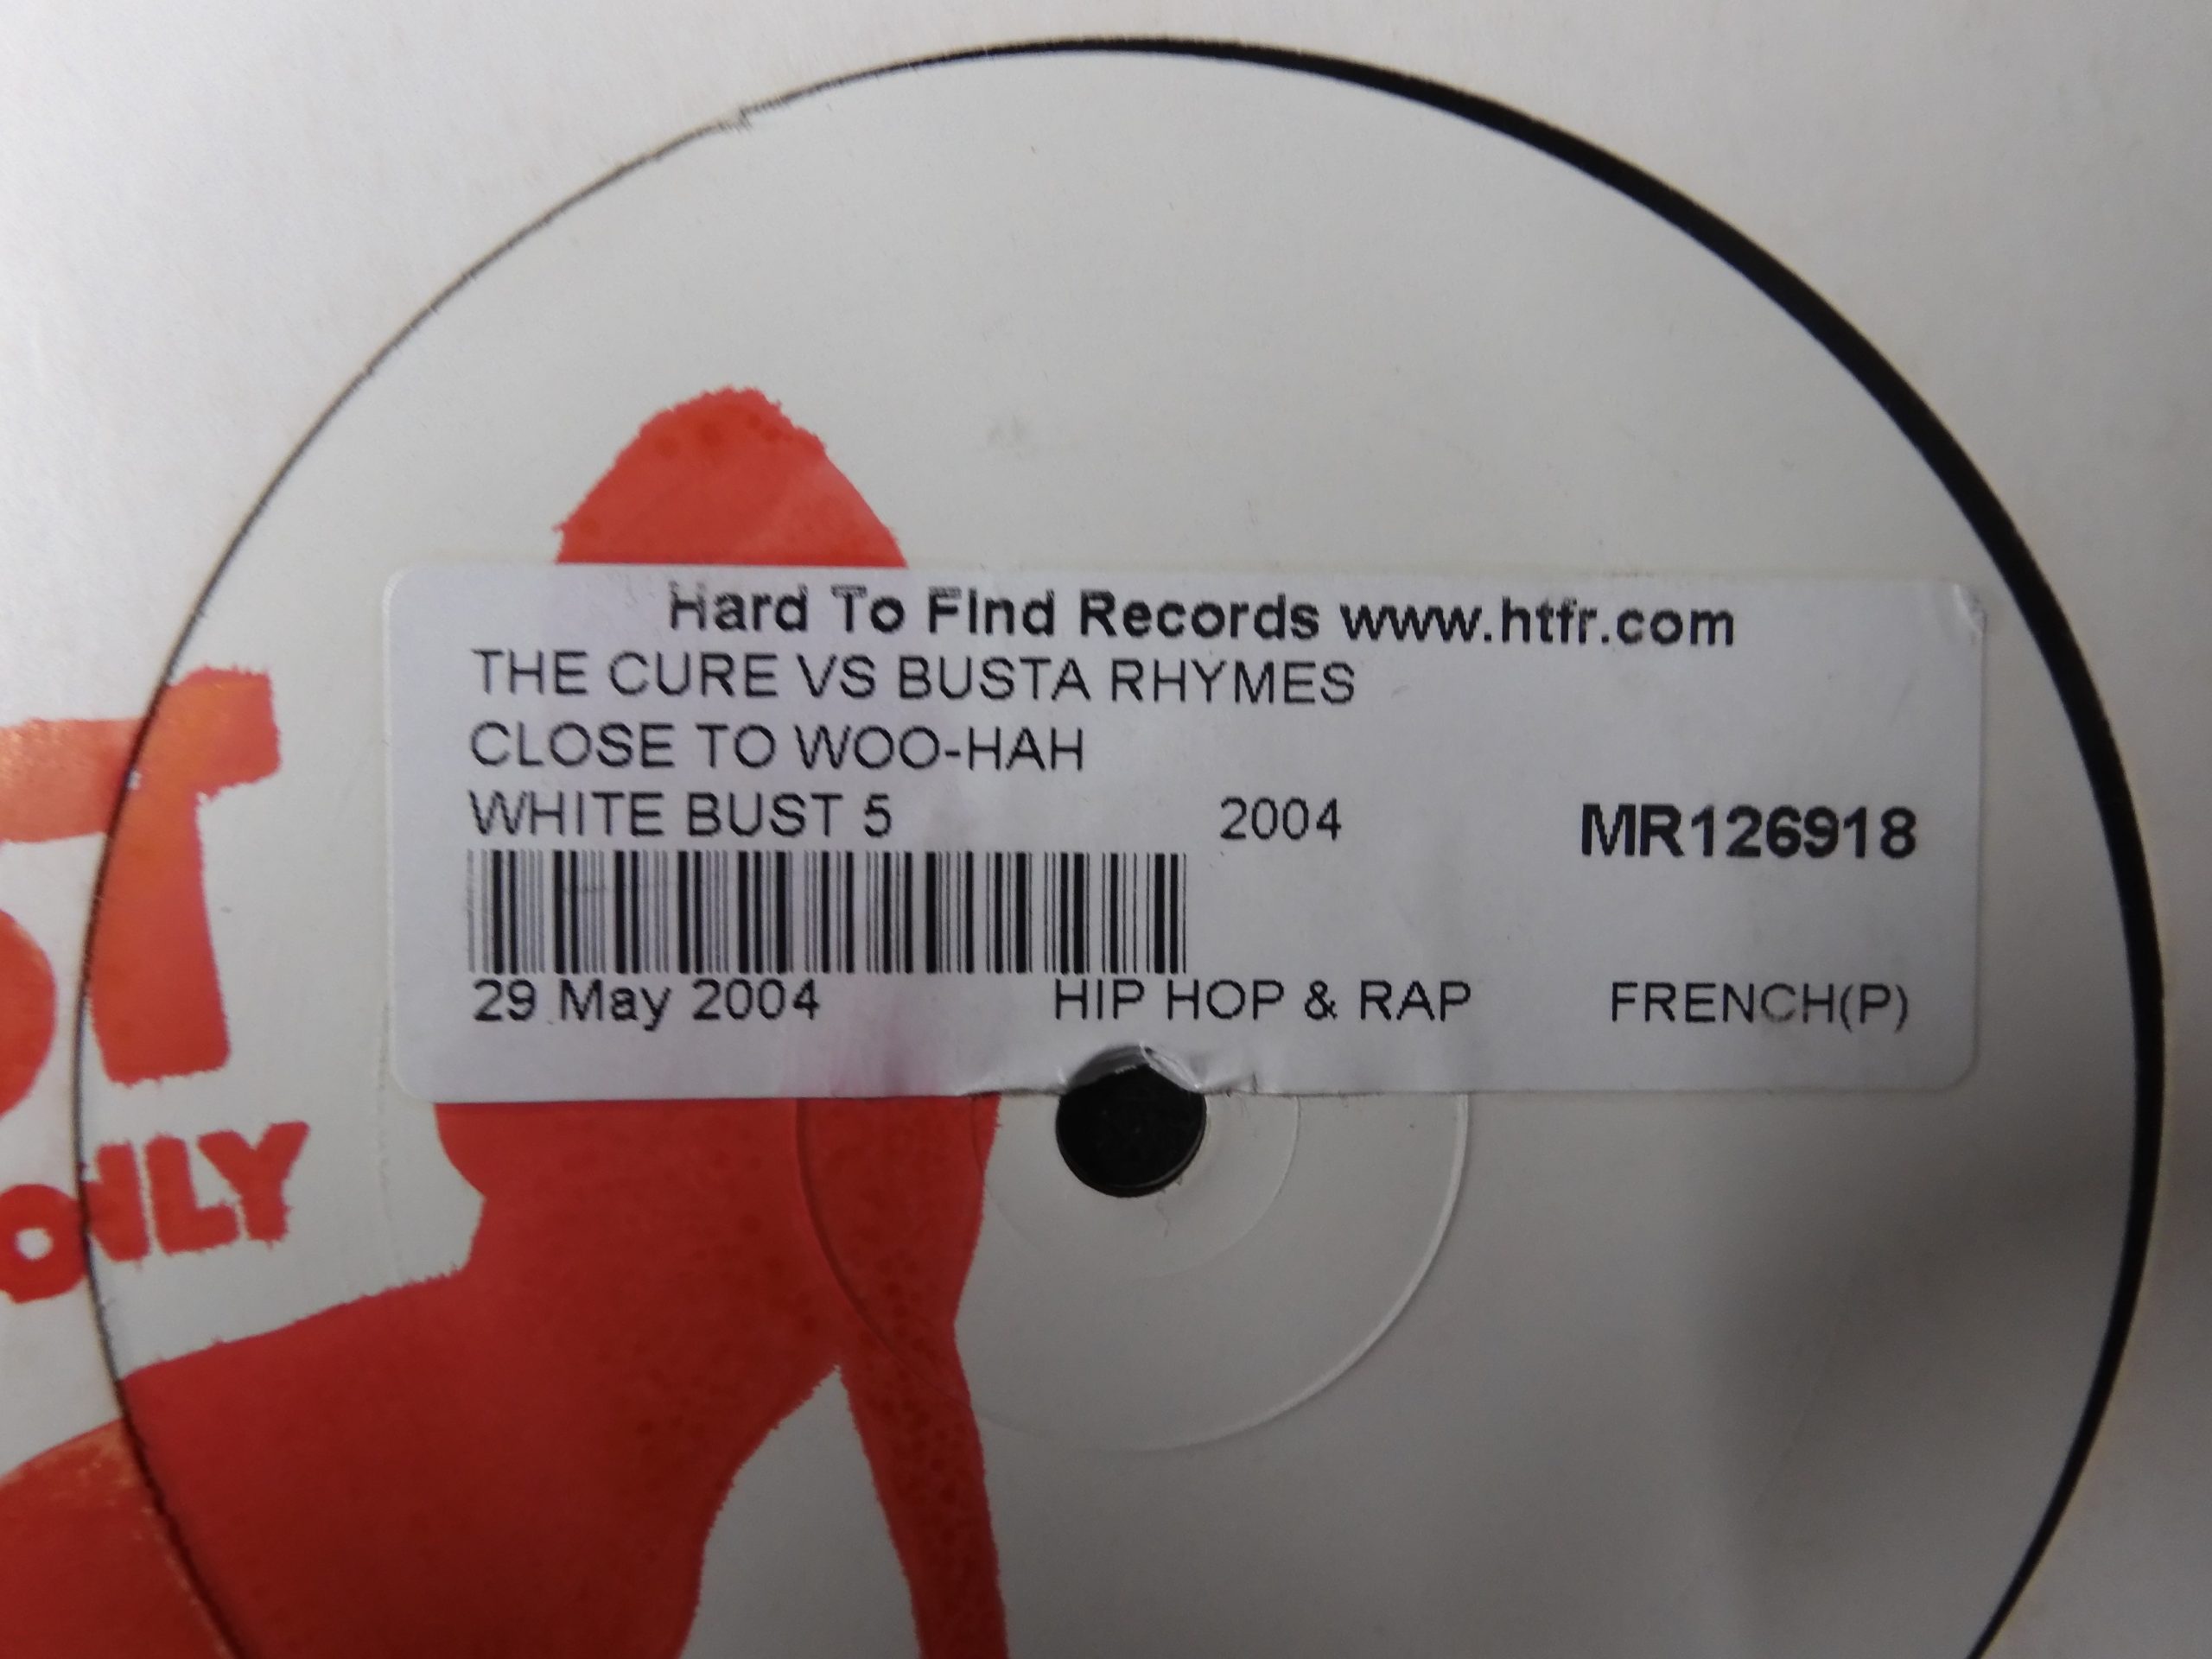 Hard To FInd Records www.htfr.com
THE CURE VS BUSTA RHYMES
CLOSE TO WOO-HAH
WHITE BUST 5 2004 MR126918
29 May 2004 HIP HOP & RAP FRENCH(P)
ONLY